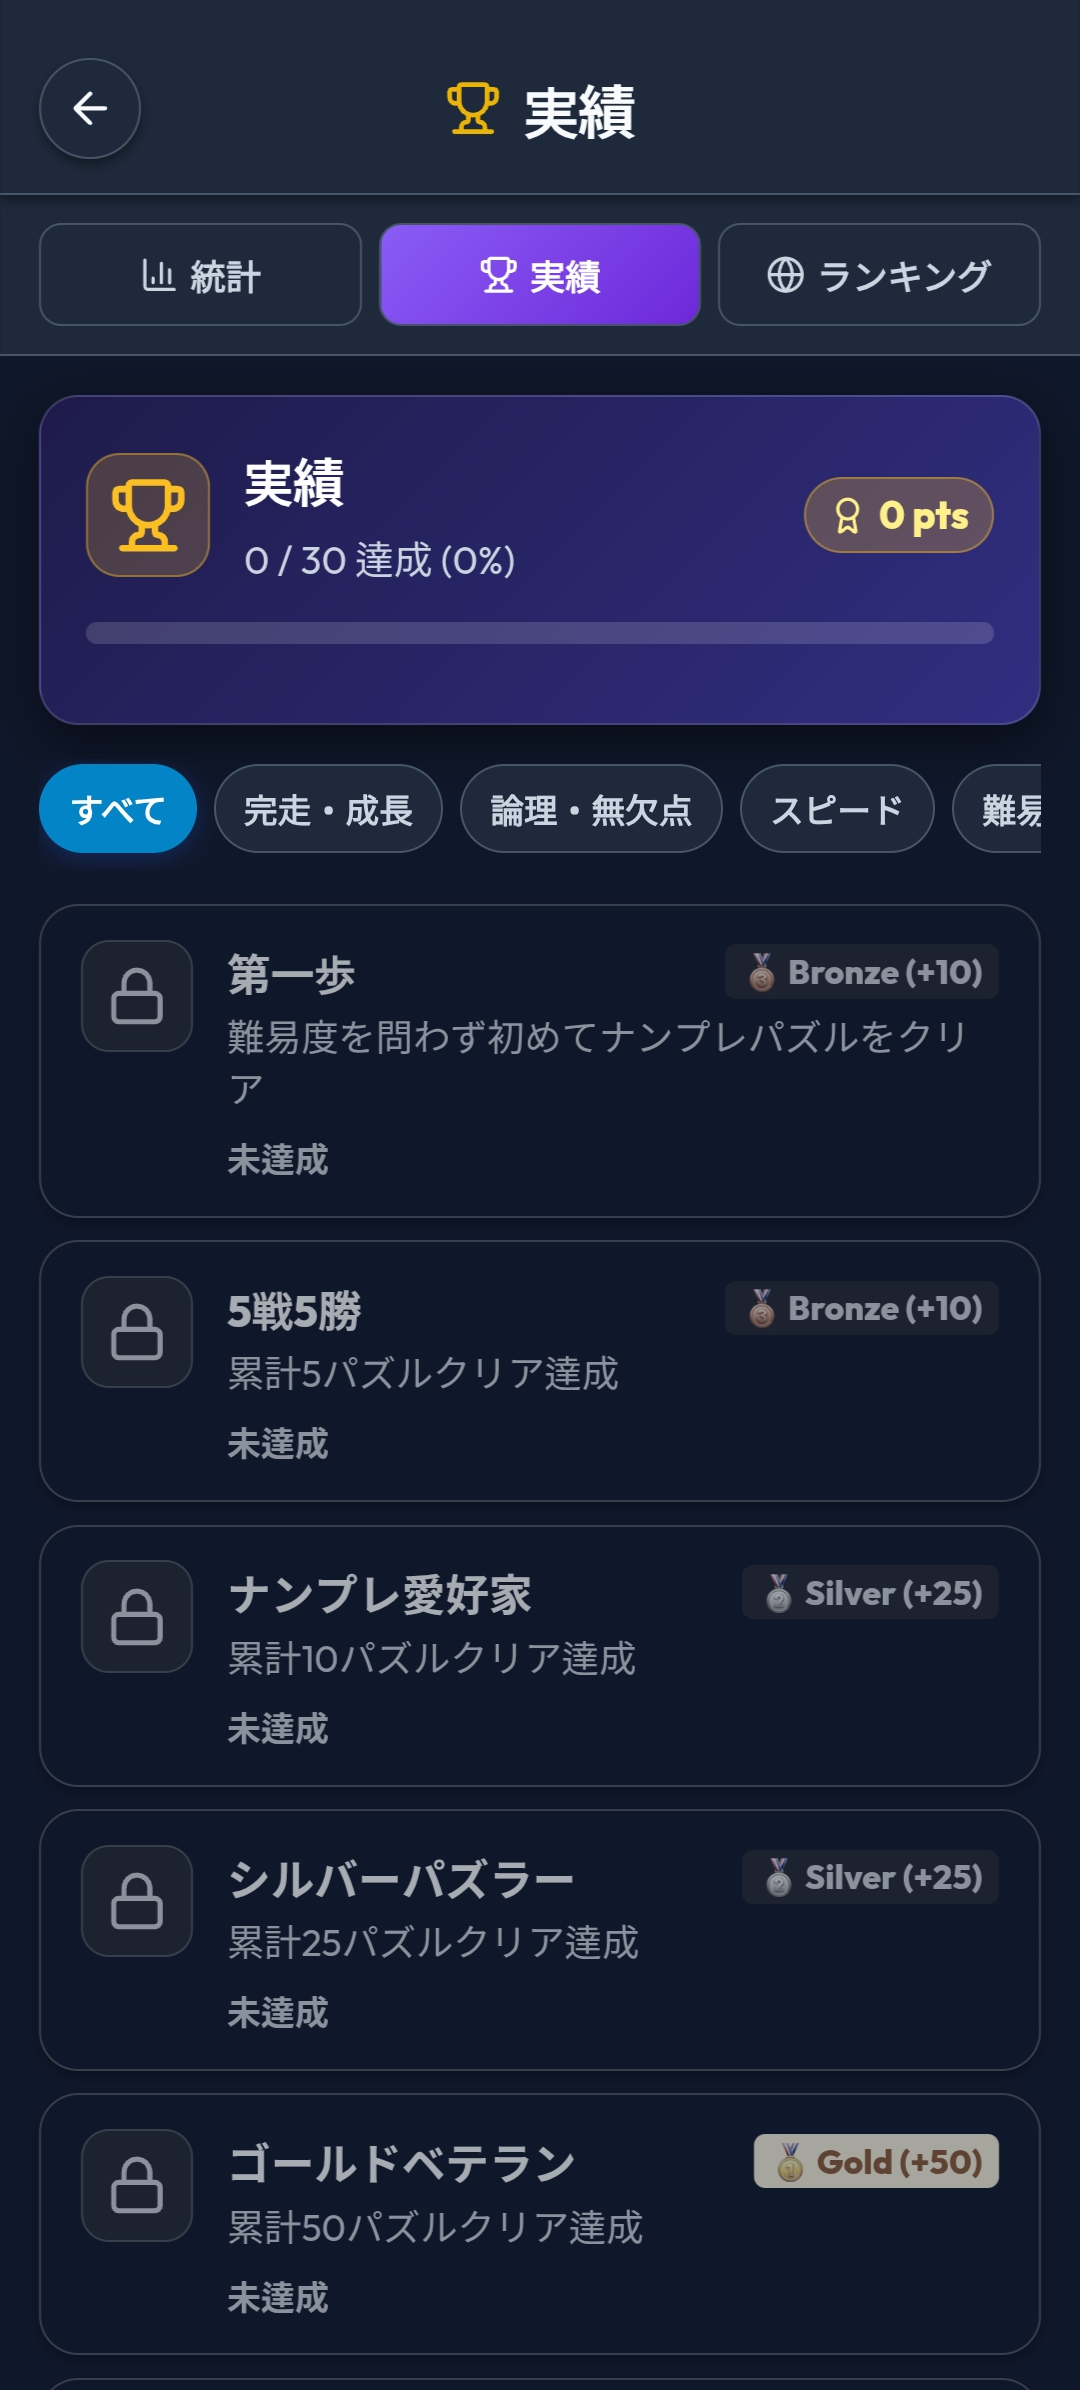 実績
統計
実績
ランキング
実績
0 / 30 達成 (0%)
0 pts
すべて
完走・成長
論理・無欠点
スピード
難易
第一歩
Bronze (+10)
難易度を問わず初めてナンプレパズルをクリ
ア
未達成
5戦5勝
Bronze (+10)
累計5パズルクリア達成
未達成
ナンプレ愛好家
Silver (+25)
累計10パズルクリア達成
未達成
シルバーパズラー
Silver (+25)
累計25パズルクリア達成
未達成
ゴールドベテラン
Gold (+50)
累計50パズルクリア達成
未達成